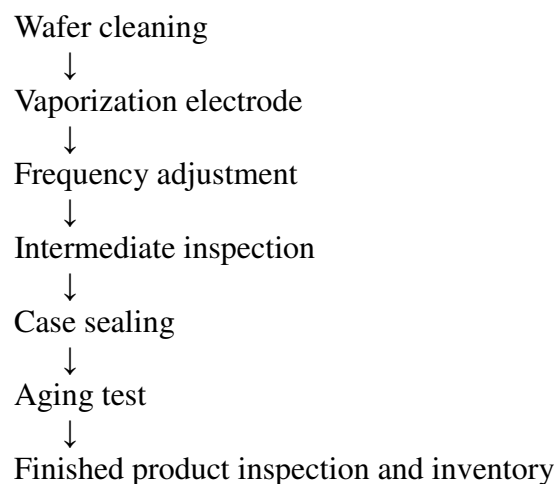 Wafer cleaning
↓
Vaporization electrode
↓
Frequency adjustment
↓
Intermediate inspection
↓
Case sealing
↓
Aging test
↓
Finished product inspection and inventory